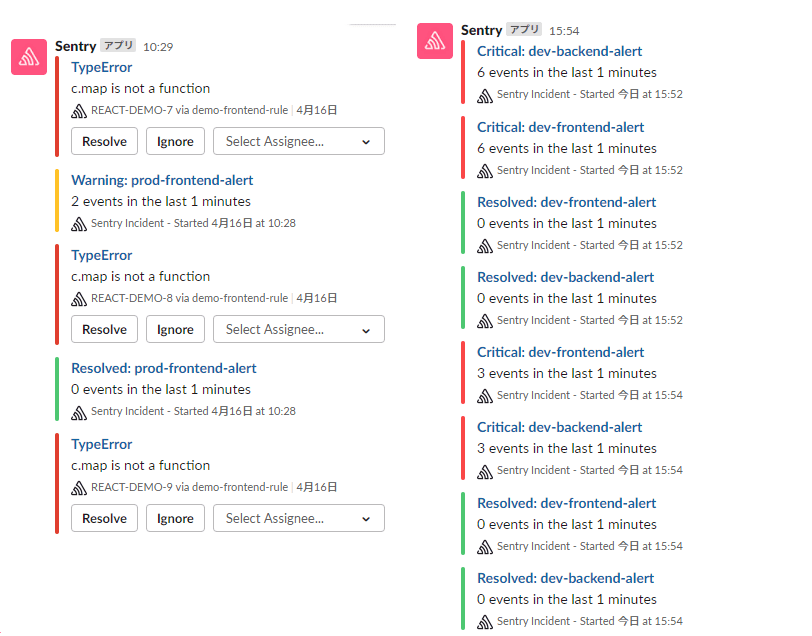 Sentry アプリ 10:29
TypeError
c.map is not a function
REACT-DEMO-7 via demo-frontend-rule | 4月16日
Resolve Ignore Select Assignee...
Warning: prod-frontend-alert
2 events in the last 1 minutes
Sentry Incident - Started 4月16日 at 10:28
TypeError
c.map is not a function
REACT-DEMO-8 via demo-frontend-rule | 4月16日
Resolve Ignore Select Assignee...
Resolved: prod-frontend-alert
0 events in the last 1 minutes
Sentry Incident - Started 4月16日 at 10:28
TypeError
c.map is not a function
REACT-DEMO-9 via demo-frontend-rule | 4月16日
Resolve Ignore Select Assignee...
Sentry アプリ 15:54
Critical: dev-backend-alert
6 events in the last 1 minutes
Sentry Incident - Started 今日 at 15:52
Critical: dev-frontend-alert
6 events in the last 1 minutes
Sentry Incident - Started 今日 at 15:52
Resolved: dev-frontend-alert
0 events in the last 1 minutes
Sentry Incident - Started 今日 at 15:52
Resolved: dev-backend-alert
0 events in the last 1 minutes
Sentry Incident - Started 今日 at 15:52
Critical: dev-frontend-alert
3 events in the last 1 minutes
Sentry Incident - Started 今日 at 15:54
Critical: dev-backend-alert
3 events in the last 1 minutes
Sentry Incident - Started 今日 at 15:54
Resolved: dev-frontend-alert
0 events in the last 1 minutes
Sentry Incident - Started 今日 at 15:54
Resolved: dev-backend-alert
0 events in the last 1 minutes
Sentry Incident - Started 今日 at 15:54